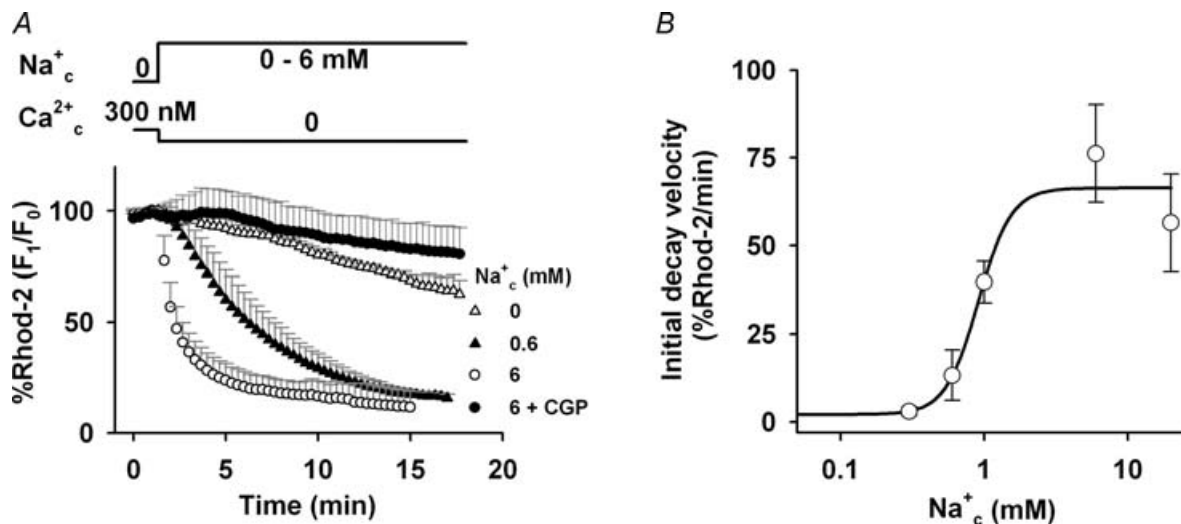 A
Na⁺c 0 0 - 6 mM
Ca²⁺c 300 nM 0
%Rhod-2 (F₁/F₀)
100
50
0
0 5 10 15 20
Time (min)
Na⁺c (mM)
0
0.6
6
6 + CGP
B
Initial decay velocity
(%Rhod-2/min)
100
75
50
25
0
0.1 1 10
Na⁺c (mM)